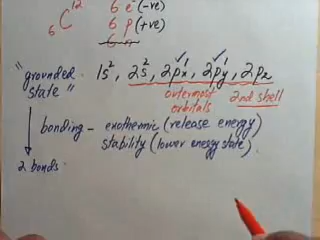 6 e⁻(-ve)
₆C¹² 6 p(+ve)
6 n
"grounded state" 1s², 2s², 2px¹, 2py¹, 2pz
outermost orbitals 2nd shell
bonding - exothermic (release energy)
stability (lower energy state)
2 bonds